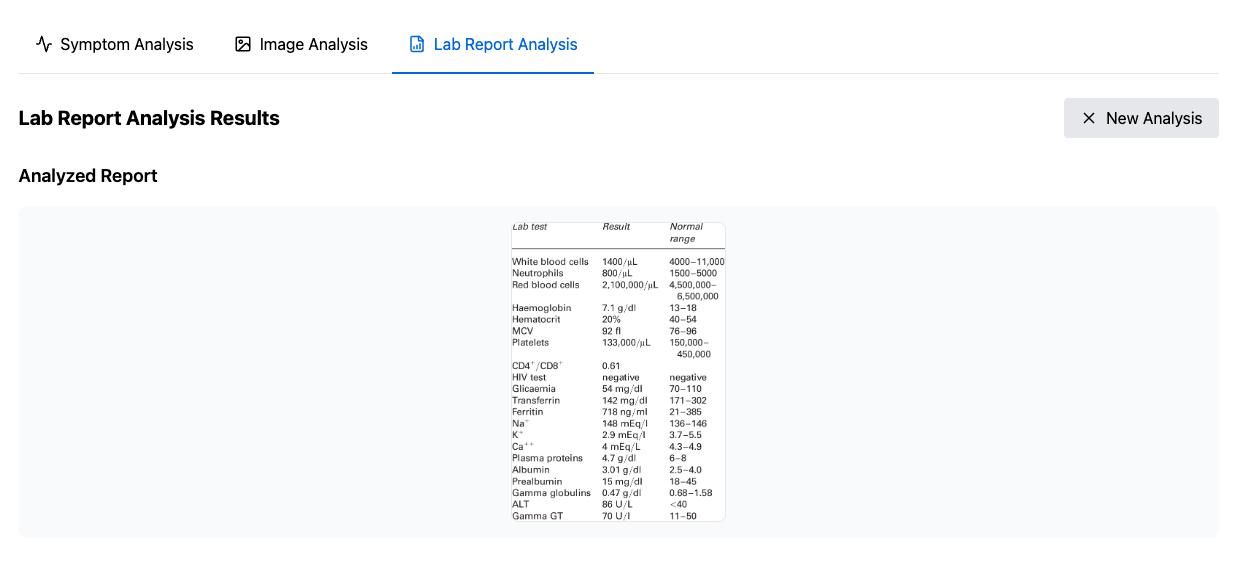 Symptom Analysis Image Analysis Lab Report Analysis
Lab Report Analysis Results
New Analysis
Analyzed Report
Lab test Result Normal
range
White blood cells 1400/μL 4000–11,000
Neutrophils 800/μL 1500–5000
Red blood cells 2,100,000/μL 4,500,000–
6,500,000
Haemoglobin 7.1 g/dl 13–18
Hematocrit 20% 40–54
MCV 92 fl 76–96
Platelets 133,000/μL 150,000–
450,000
CD4⁺/CD8⁺ 0.61
HIV test negative negative
Glicaemia 54 mg/dl 70–110
Transferrin 142 mg/dl 171–302
Ferritin 718 ng/ml 21–385
Na⁺ 148 mEq/l 136–146
K⁺ 2.9 mEq/l 3.7–5.5
Ca⁺⁺ 4 mEq/L 4.3–4.9
Plasma proteins 4.7 g/dl 6–8
Albumin 3.01 g/dl 2.5–4.0
Prealbumin 15 mg/dl 18–45
Gamma globulins 0.47 g/dl 0.68–1.58
ALT 86 U/L <40
Gamma GT 70 U/l 11–50